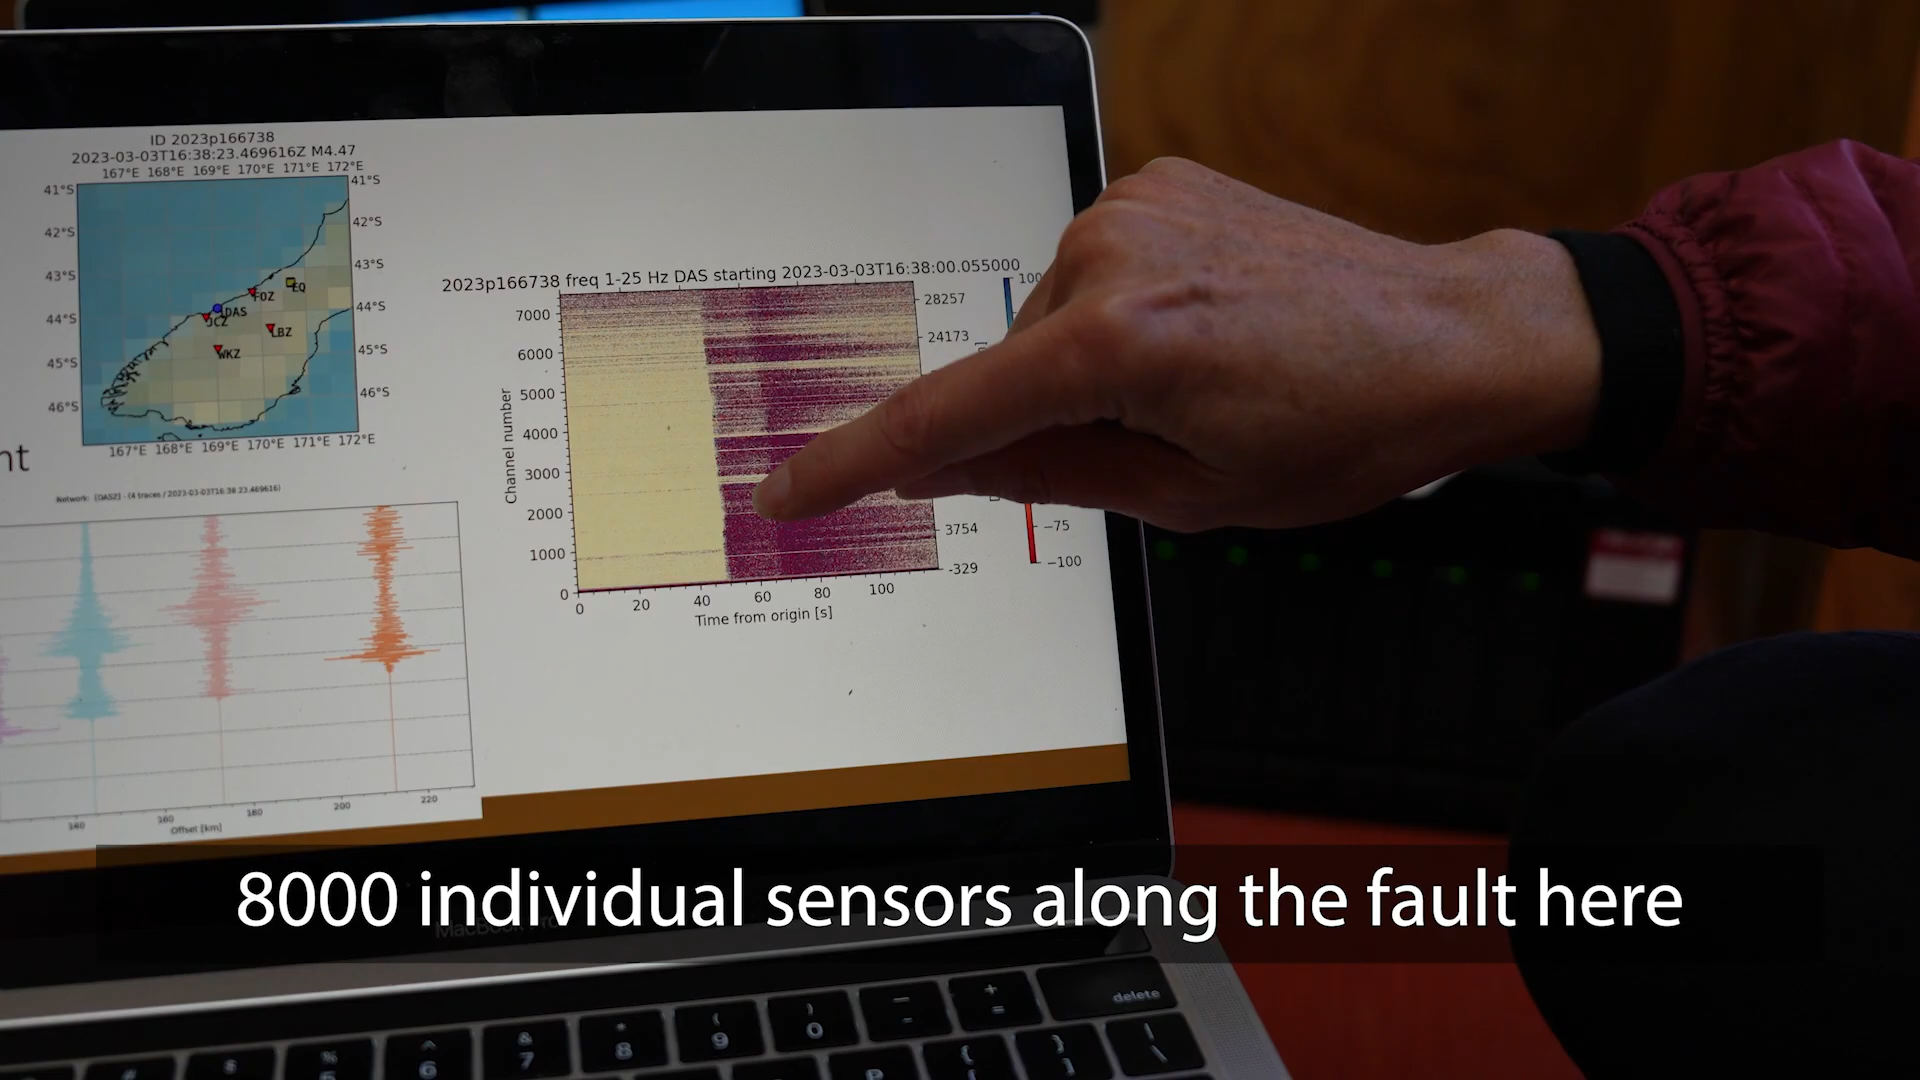 ID 2023p166738
2023-03-03T16:38:23.469616Z M4.47
167°E 168°E 169°E 170°E 171°E 172°E
41°S
42°S
43°S
44°S
45°S
46°S
41°S
42°S
43°S
44°S
45°S
46°S
EQ
FOZ
DAS
JCZ
LBZ
WKZ
167°E 168°E 169°E 170°E 171°E 172°E
nt
2023p166738 freq 1-25 Hz DAS starting 2023-03-03T16:38:00.055000
Channel number
7000
6000
5000
4000
3000
2000
1000
0
28257
24173
3754
-329
100
−75
−100
0 20 40 60 80 100
Time from origin [s]
140 160 180 200 220
Offset [km]
8000 individual sensors along the fault here
MacBook Pro
delete